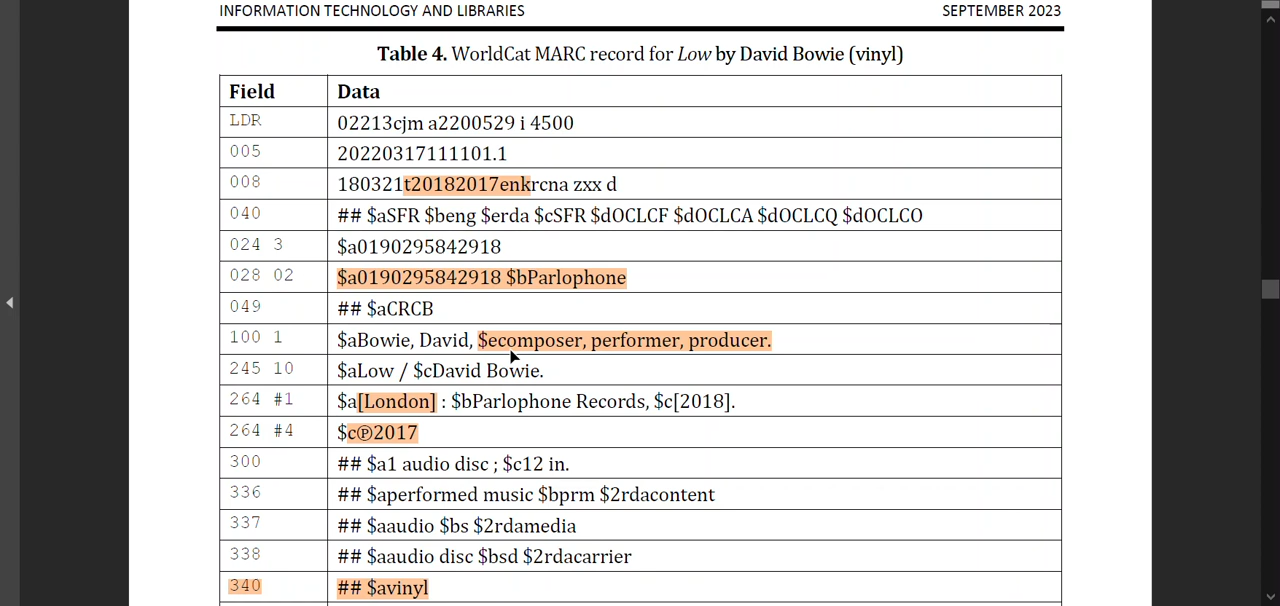 INFORMATION TECHNOLOGY AND LIBRARIES SEPTEMBER 2023
Table 4. WorldCat MARC record for Low by David Bowie (vinyl)
Field Data
LDR 02213cjm a2200529 i 4500
005 20220317111101.1
008 180321t20182017enkrcna zxx d
040 ## $aSFR $beng $erda $cSFR $dOCLCF $dOCLCA $dOCLCQ $dOCLCO
024 3 $a0190295842918
028 02 $a0190295842918 $bParlophone
049 ## $aCRCB
100 1 $aBowie, David, $ecomposer, performer, producer.
245 10 $aLow / $cDavid Bowie.
264 #1 $a[London] : $bParlophone Records, $c[2018].
264 #4 $c℗2017
300 ## $a1 audio disc ; $c12 in.
336 ## $aperformed music $bprm $2rdacontent
337 ## $aaudio $bs $2rdamedia
338 ## $aaudio disc $bsd $2rdacarrier
340 ## $avinyl